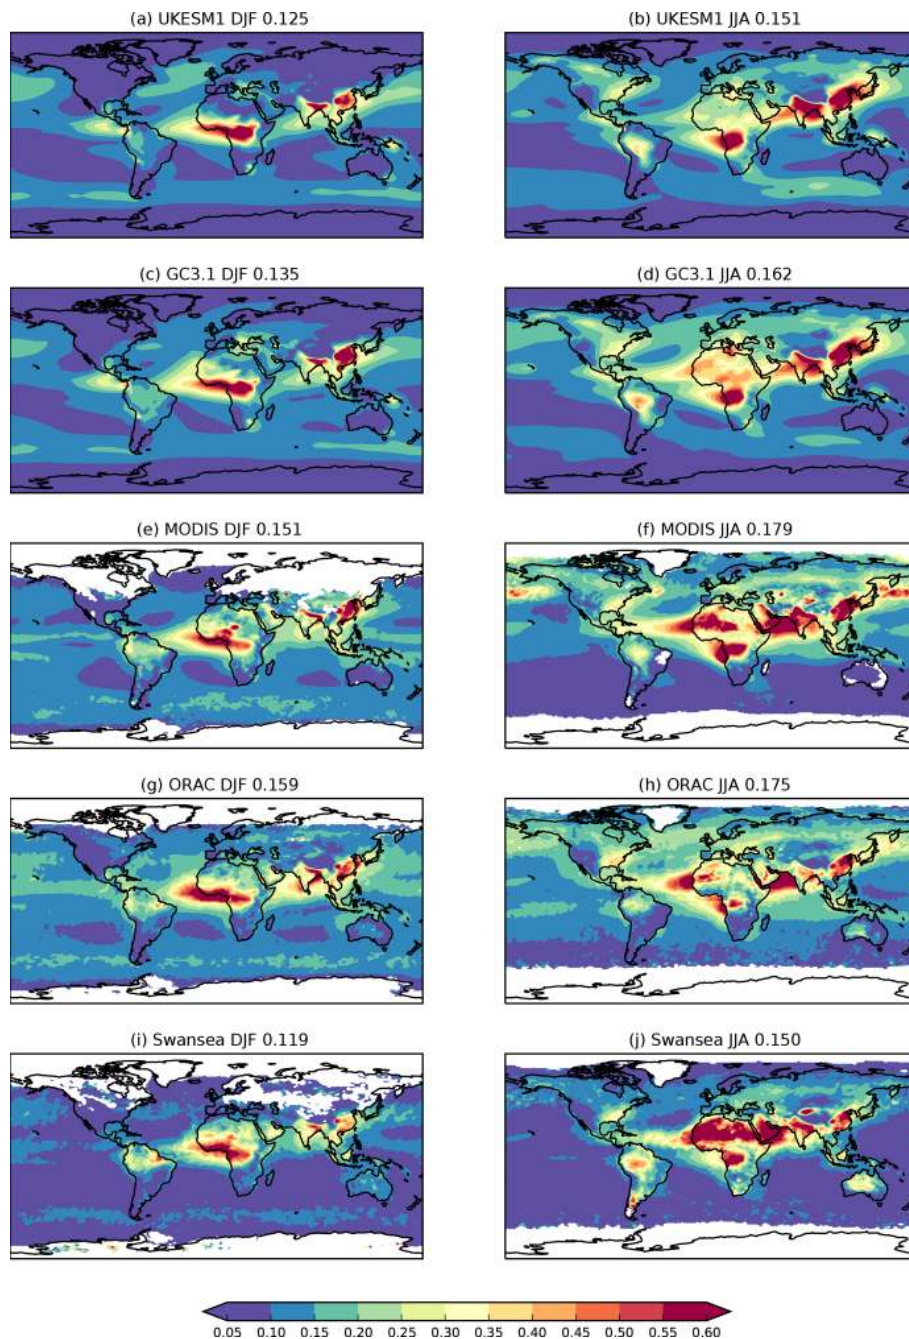 (a) UKESM1 DJF 0.125
(b) UKESM1 JJA 0.151
(c) GC3.1 DJF 0.135
(d) GC3.1 JJA 0.162
(e) MODIS DJF 0.151
(f) MODIS JJA 0.179
(g) ORAC DJF 0.159
(h) ORAC JJA 0.175
(i) Swansea DJF 0.119
(j) Swansea JJA 0.150
0.05 0.10 0.15 0.20 0.25 0.30 0.35 0.40 0.45 0.50 0.55 0.60